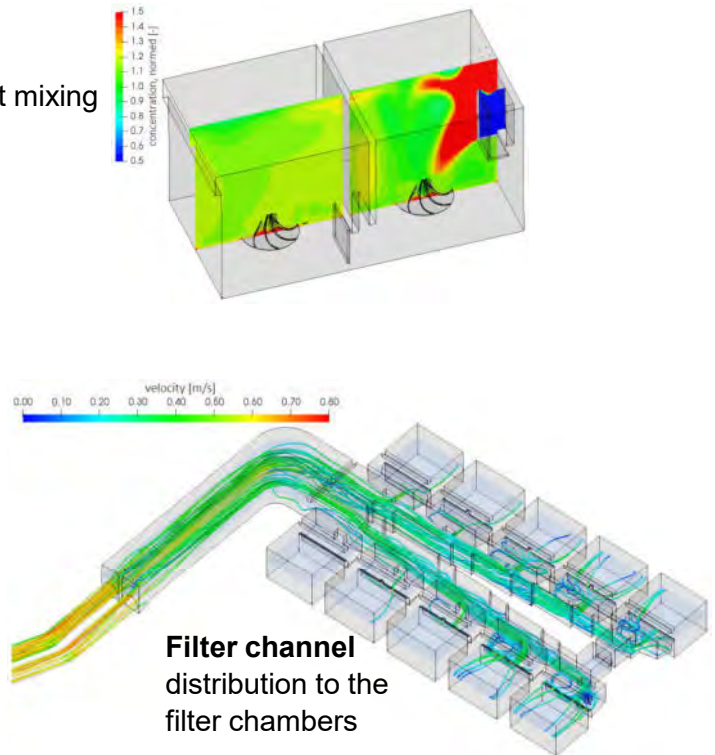 t mixing
1.5
1.4
1.3
1.2
1.1
1.0
0.9
0.8
0.7
0.6
0.5
concentration, normed [-]
velocity [m/s]
0.00 0.10 0.20 0.30 0.40 0.50 0.60 0.70 0.80
Filter channel
distribution to the
filter chambers